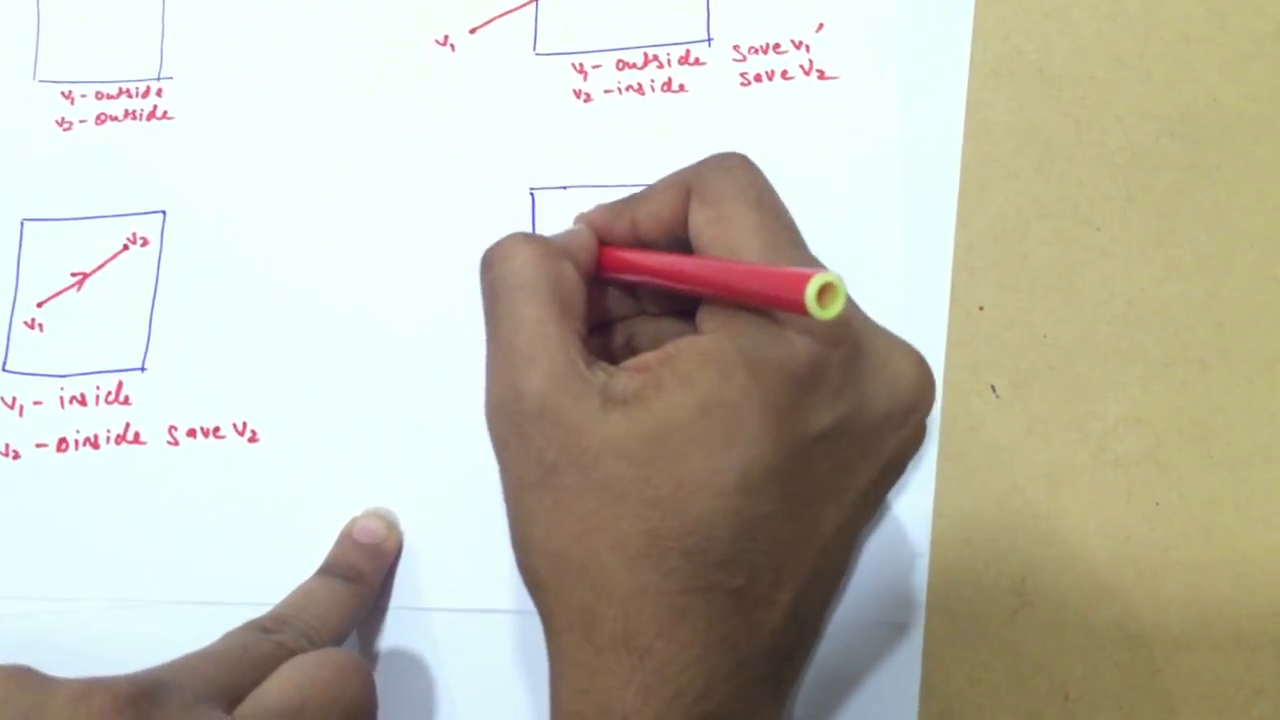 v₁
v₁ - outside save v₁'
v₂ - inside save v₂
v₁ - outside
v₂ - outside
v₂
v₁
v₁ - inside
v₂ - oinside save v₂